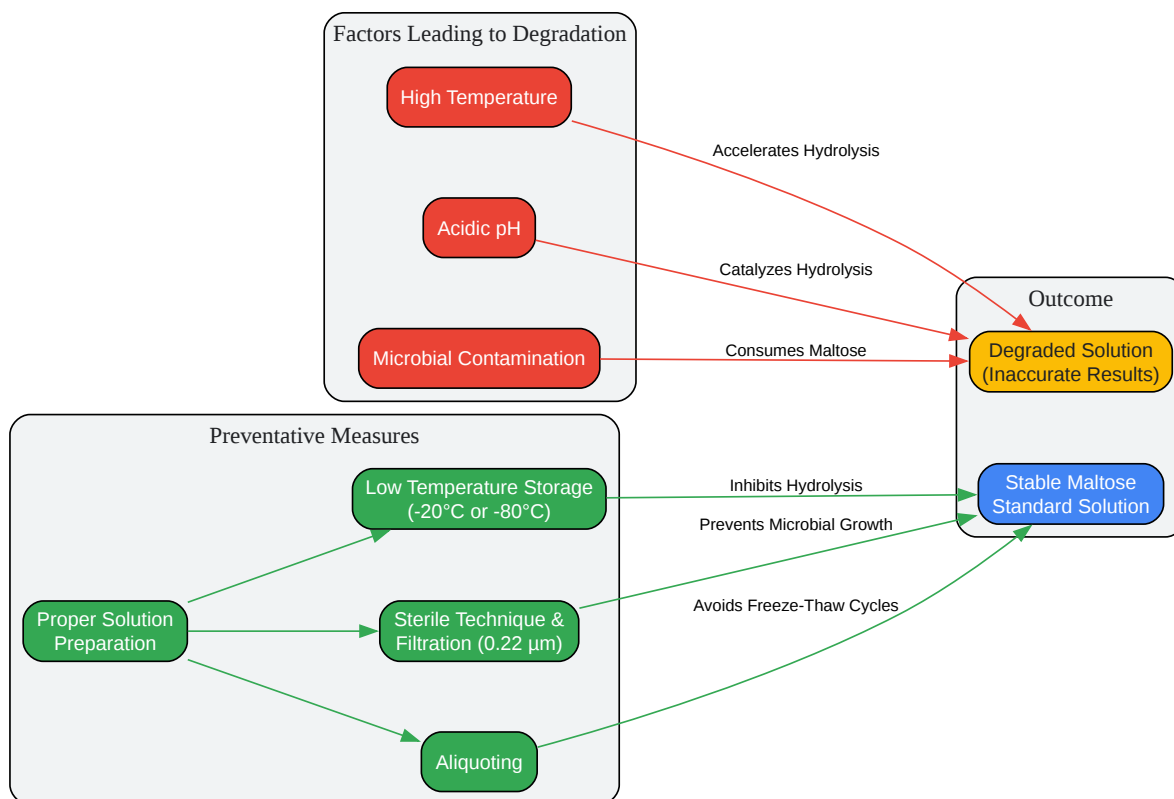 Factors Leading to Degradation
High Temperature
Accelerates Hydrolysis
Acidic pH
Catalyzes Hydrolysis
Microbial Contamination
Consumes Maltose
Outcome
Degraded Solution
(Inaccurate Results)
Preventative Measures
Low Temperature Storage
(-20°C or -80°C)
Inhibits Hydrolysis
Stable Maltose
Standard Solution
Prevents Microbial Growth
Proper Solution
Preparation
Sterile Technique &
Filtration (0.22 µm)
Avoids Freeze-Thaw Cycles
Aliquoting